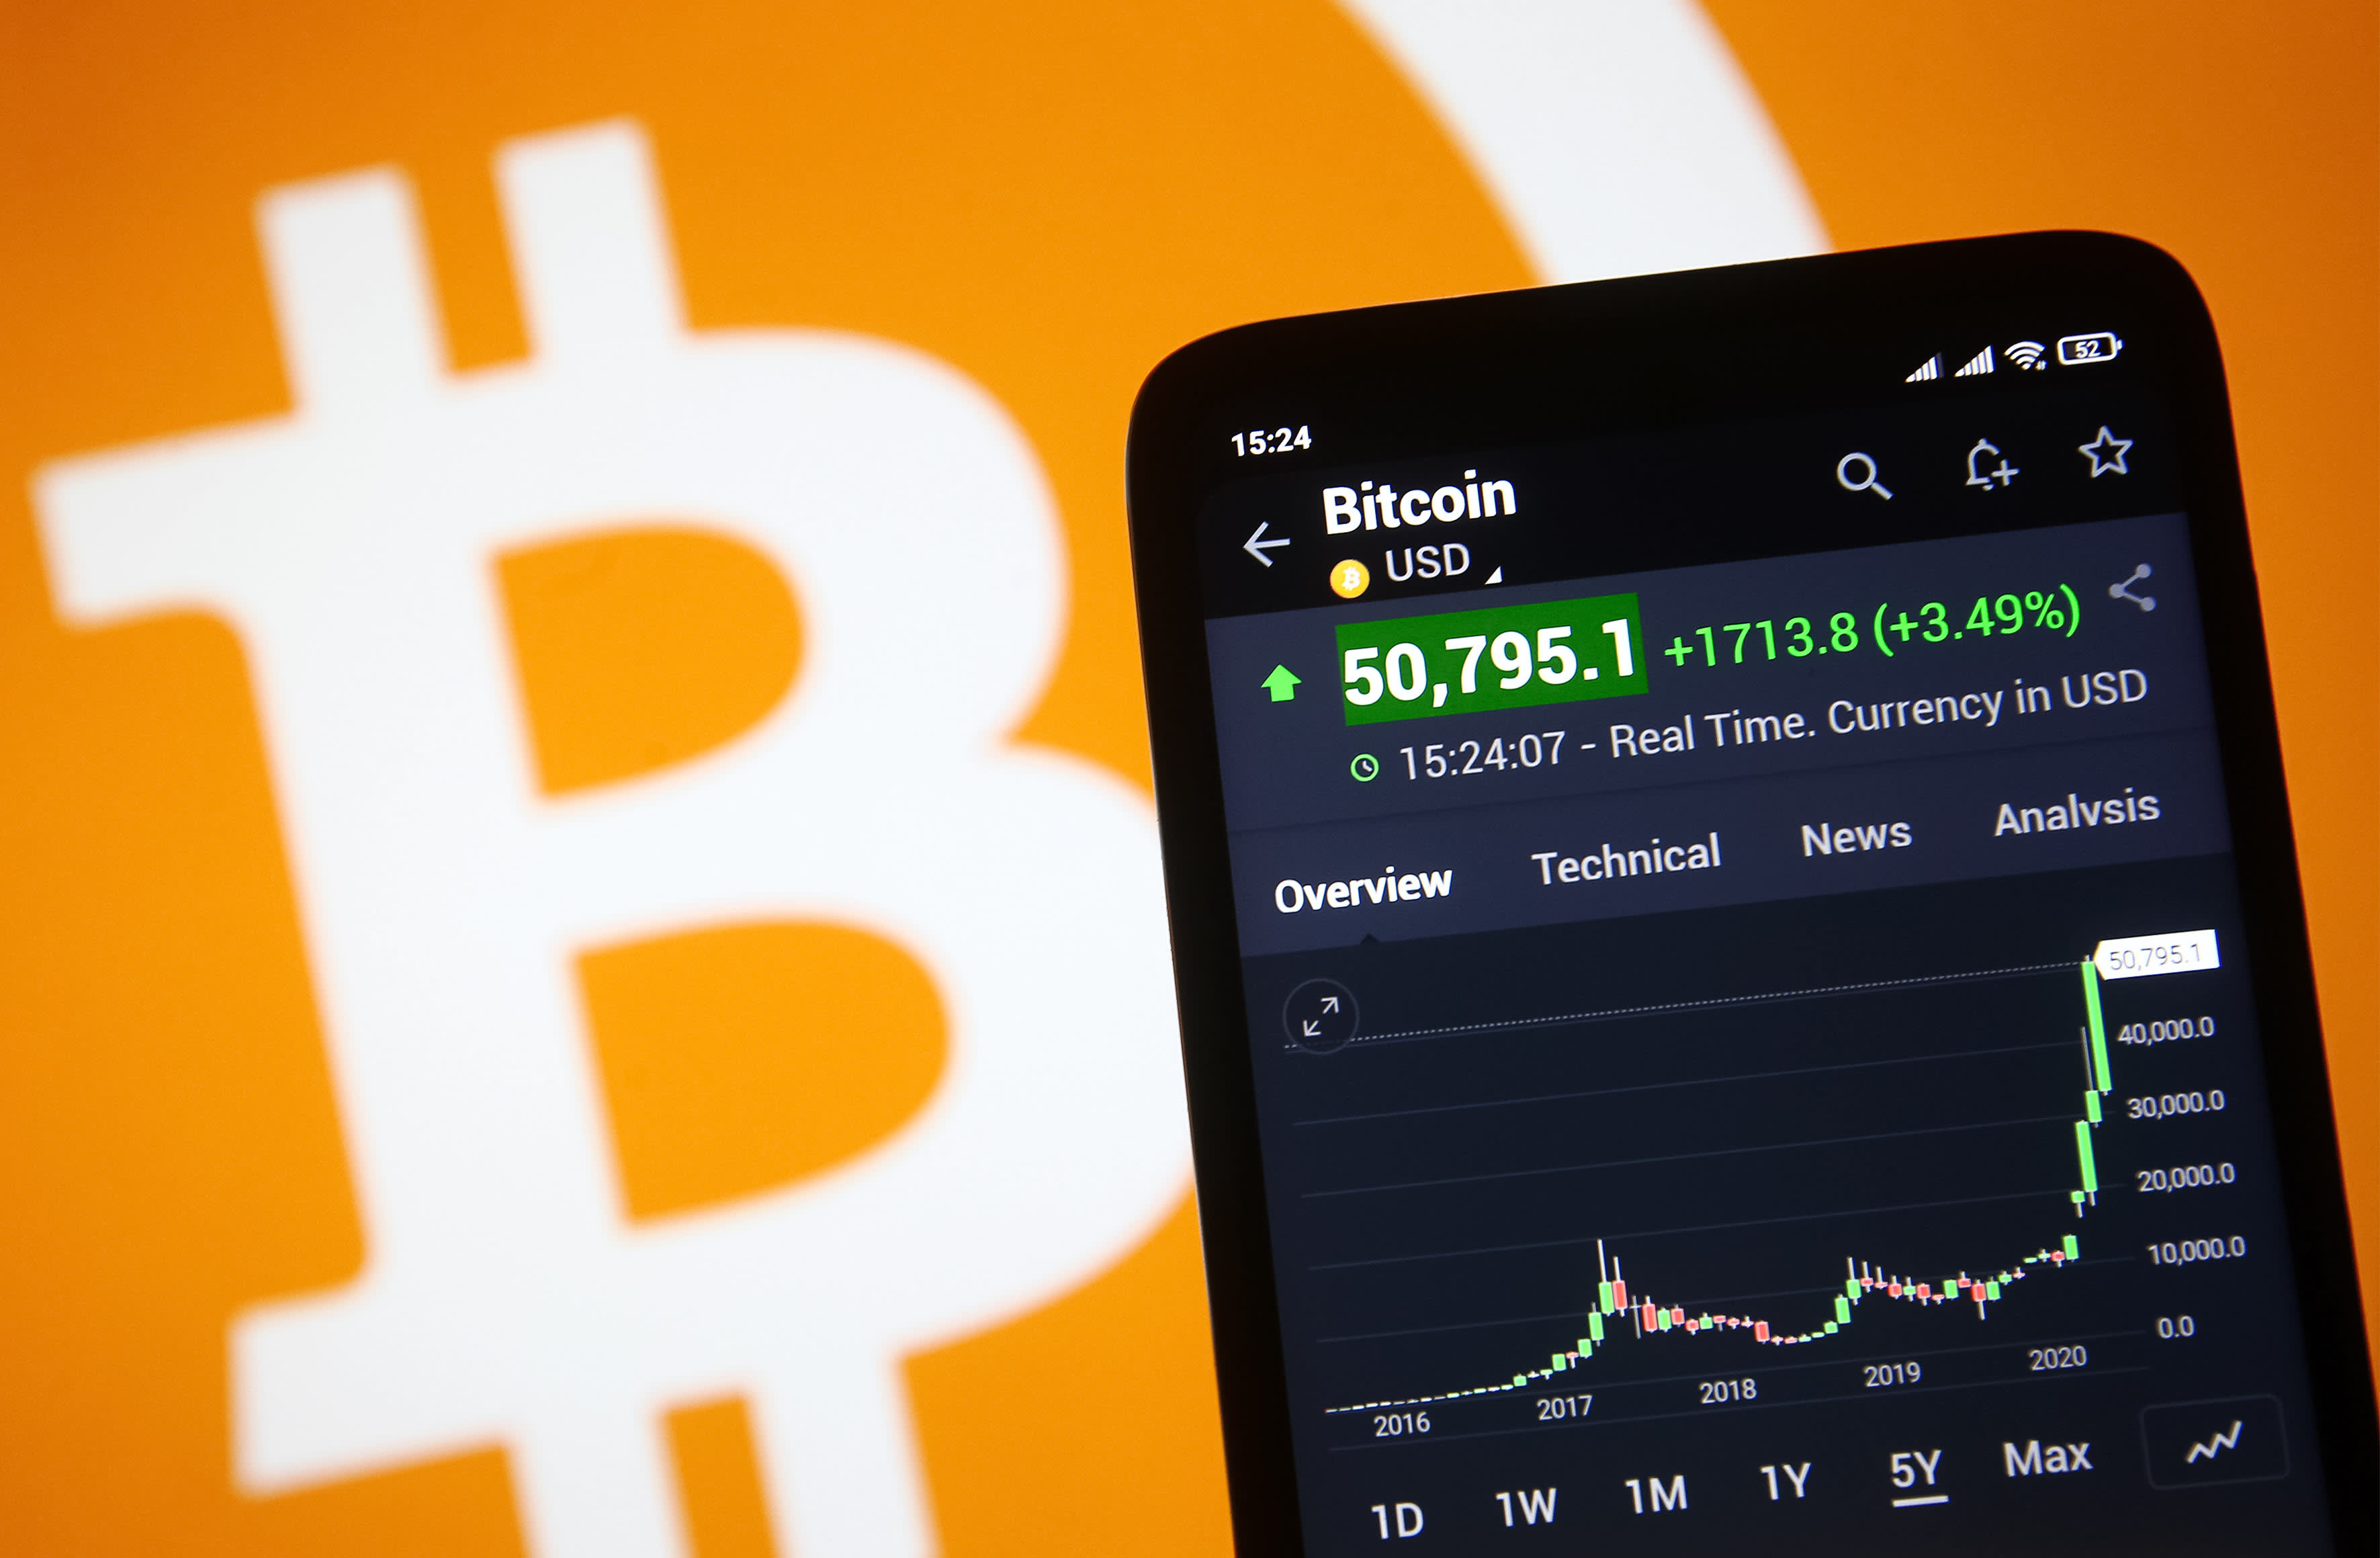 52
15:24
Bitcoin
USD
50,795.1 +1713.8 (+3.49%)
15:24:07 - Real Time. Currency in USD
Overview Technical News Analysis
50,795.1
40,000.0
30,000.0
20,000.0
10,000.0
0.0
2016 2017 2018 2019 2020
1D 1W 1M 1Y 5Y Max